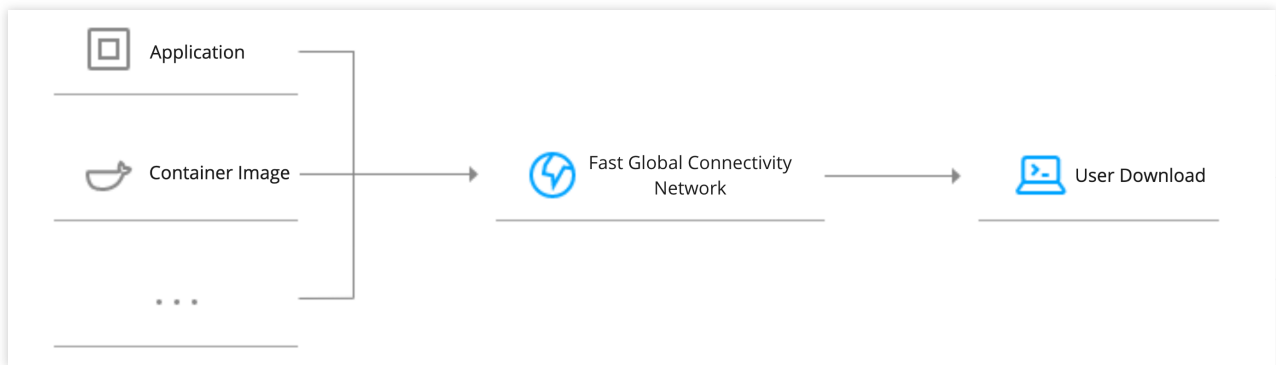 Application
Container Image
...
Fast Global Connectivity
Network
User Download